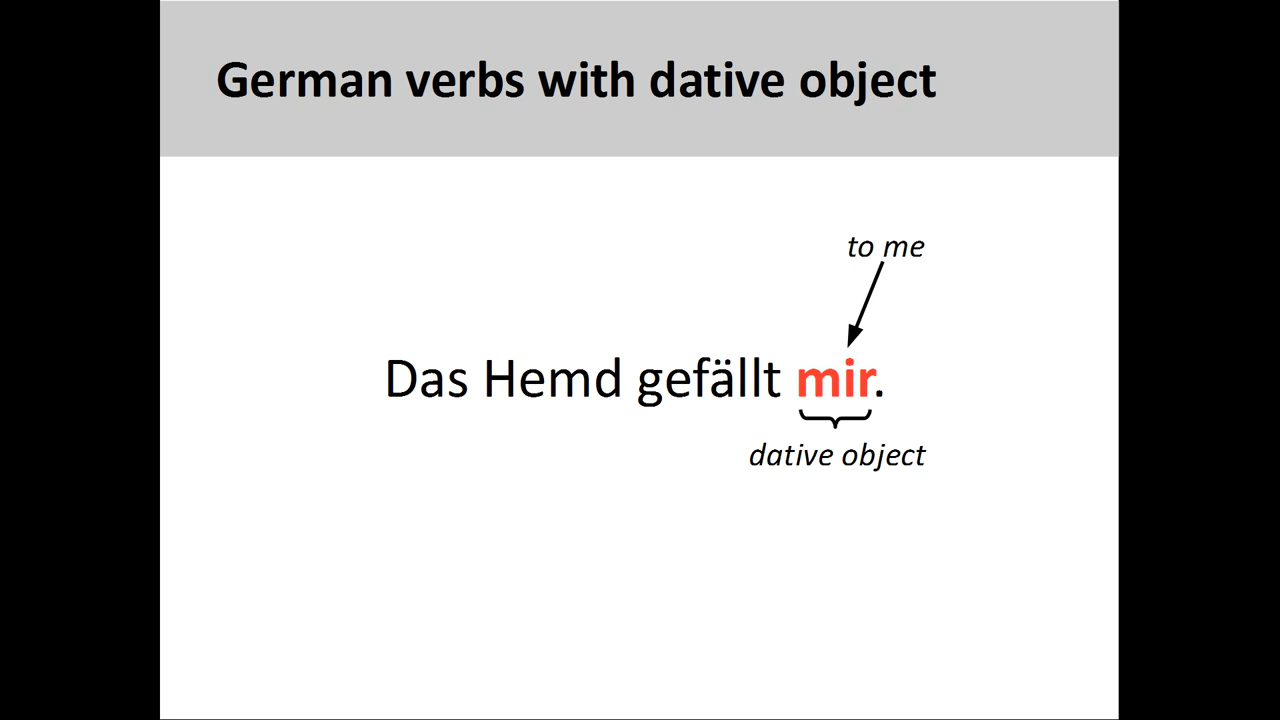 German verbs with dative object
to me
Das Hemd gefällt mir.
dative object